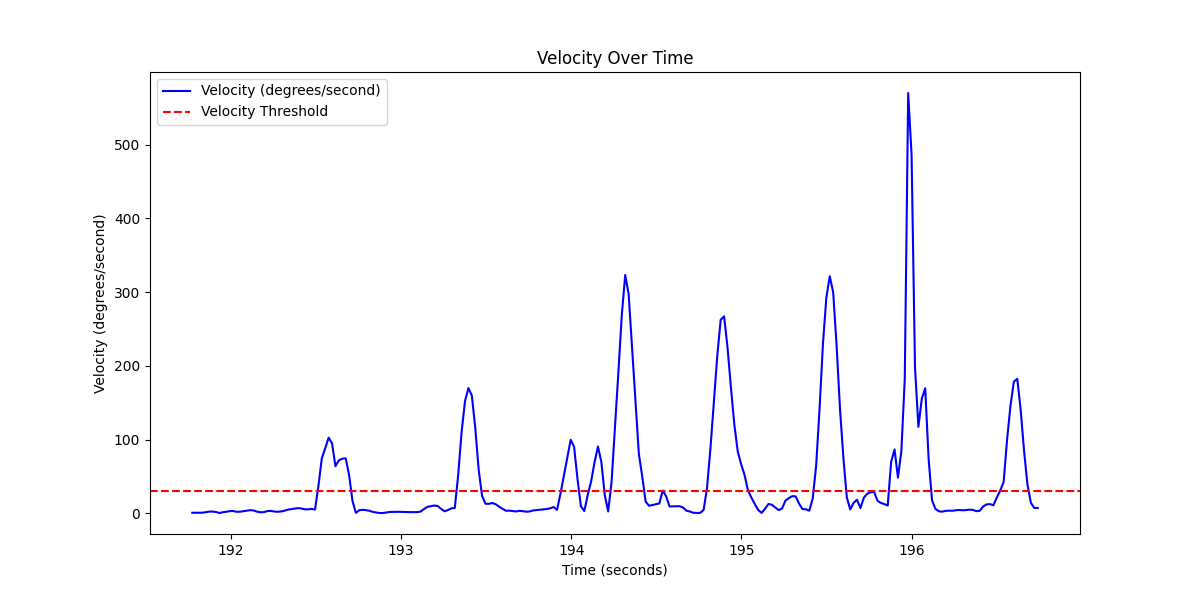 Velocity Over Time
Velocity (degrees/second)
Velocity Threshold
Velocity (degrees/second)
500
400
300
200
100
0
192 193 194 195 196
Time (seconds)